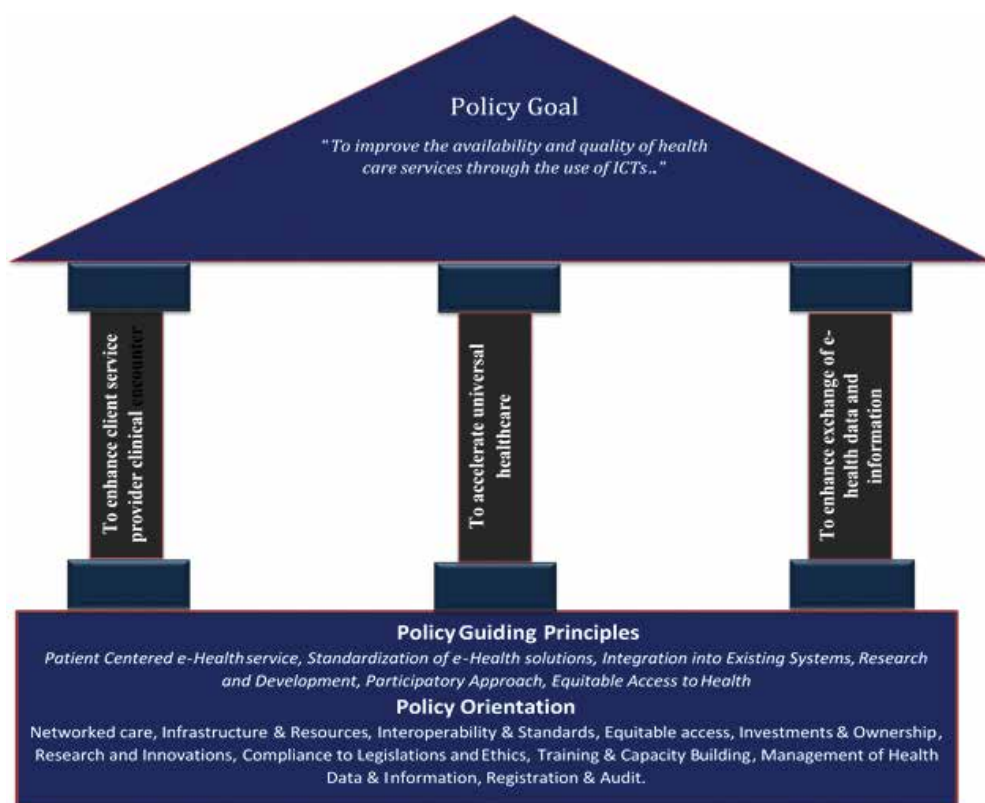 Policy Goal
"To improve the availability and quality of health
care services through the use of ICTs.."
To enhance client service
provider clinical encounter
To accelerate universal
healthcare
To enhance exchange of e-
health data and
information
Policy Guiding Principles
Patient Centered e-Health service, Standardization of e-Health solutions, Integration into Existing Systems, Research
and Development, Participatory Approach, Equitable Access to Health
Policy Orientation
Networked care, Infrastructure & Resources, Interoperability & Standards, Equitable access, Investments & Ownership,
Research and Innovations, Compliance to Legislations and Ethics, Training & Capacity Building, Management of Health
Data & Information, Registration & Audit.